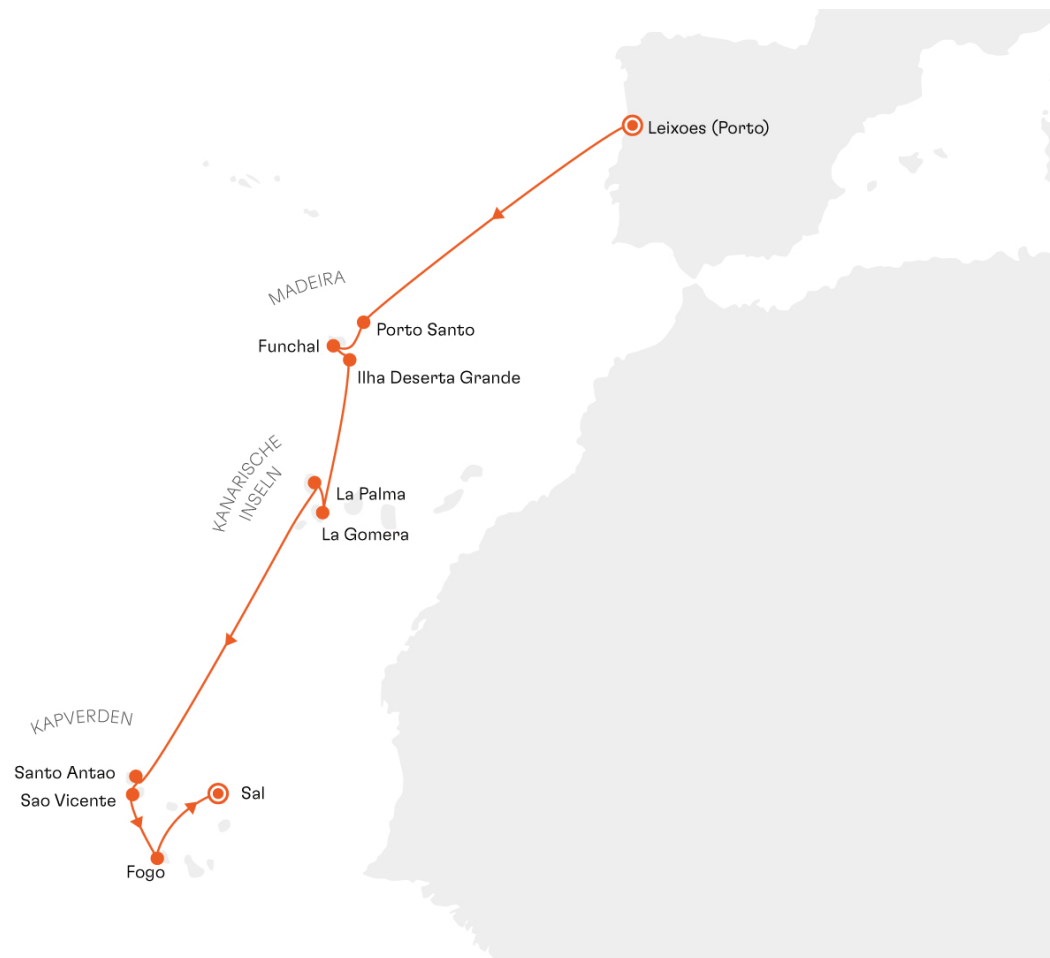 Leixoes (Porto)
MADEIRA
Porto Santo
Funchal
Ilha Deserta Grande
KANARISCHE
INSELN
La Palma
La Gomera
KAPVERDEN
Santo Antao
Sao Vicente
Sal
Fogo